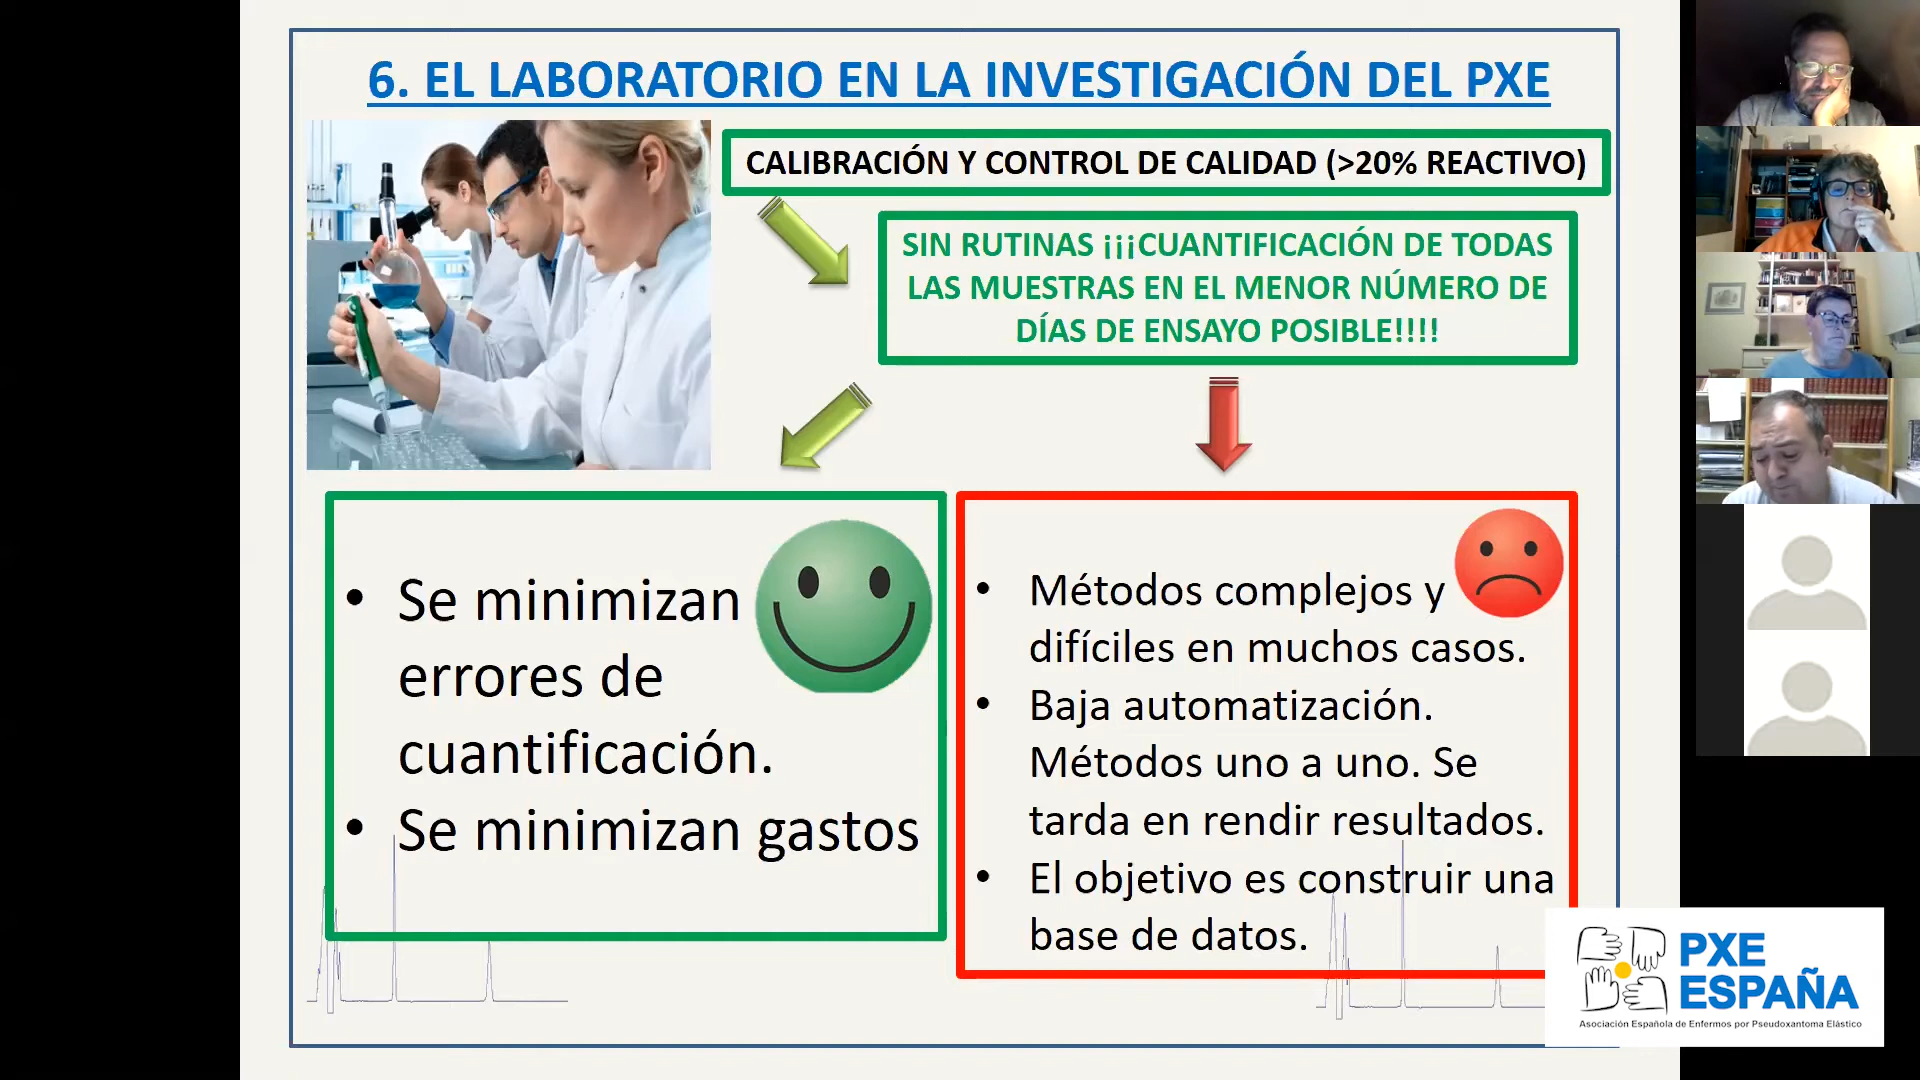 6. EL LABORATORIO EN LA INVESTIGACIÓN DEL PXE
CALIBRACIÓN Y CONTROL DE CALIDAD (>20% REACTIVO)
SIN RUTINAS ¡¡¡CUANTIFICACIÓN DE TODAS
LAS MUESTRAS EN EL MENOR NÚMERO DE
DÍAS DE ENSAYO POSIBLE!!!!
• Se minimizan
errores de
cuantificación.
• Se minimizan gastos
• Métodos complejos y
difíciles en muchos casos.
• Baja automatización.
Métodos uno a uno. Se
tarda en rendir resultados.
• El objetivo es construir una
base de datos.
PXE
ESPAÑA
Asociación Española de Enfermos por Pseudoxantoma Elástico